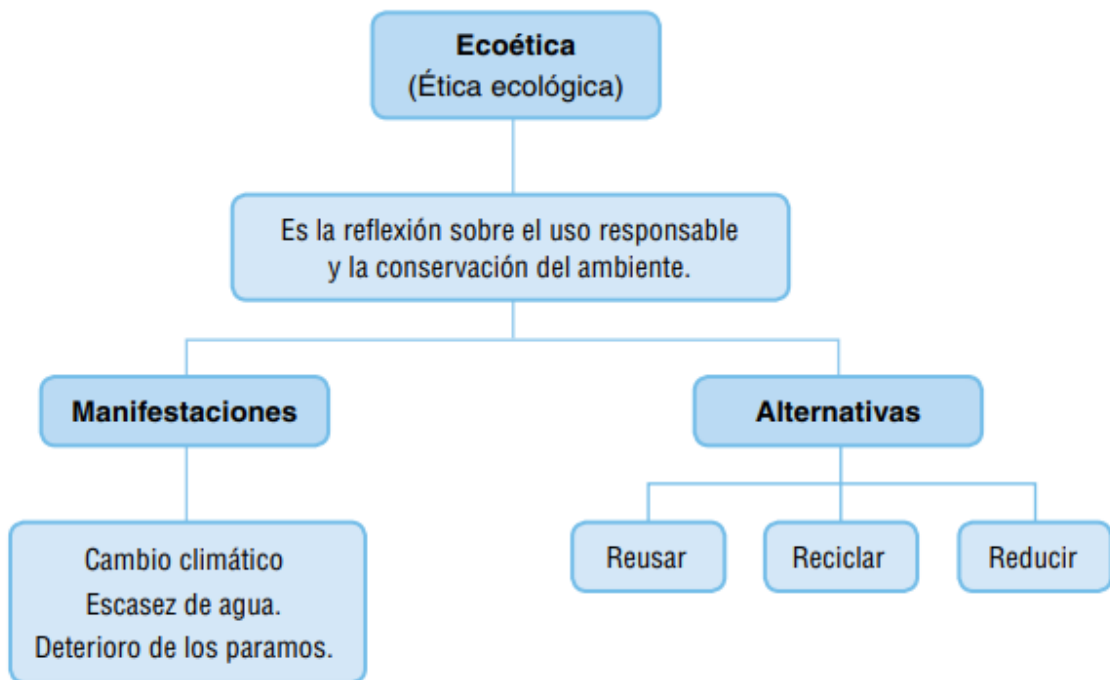 Ecoética
(Ética ecológica)
Es la reflexión sobre el uso responsable
y la conservación del ambiente.
Manifestaciones
Alternativas
Cambio climático
Escasez de agua.
Deterioro de los paramos.
Reusar
Reciclar
Reducir